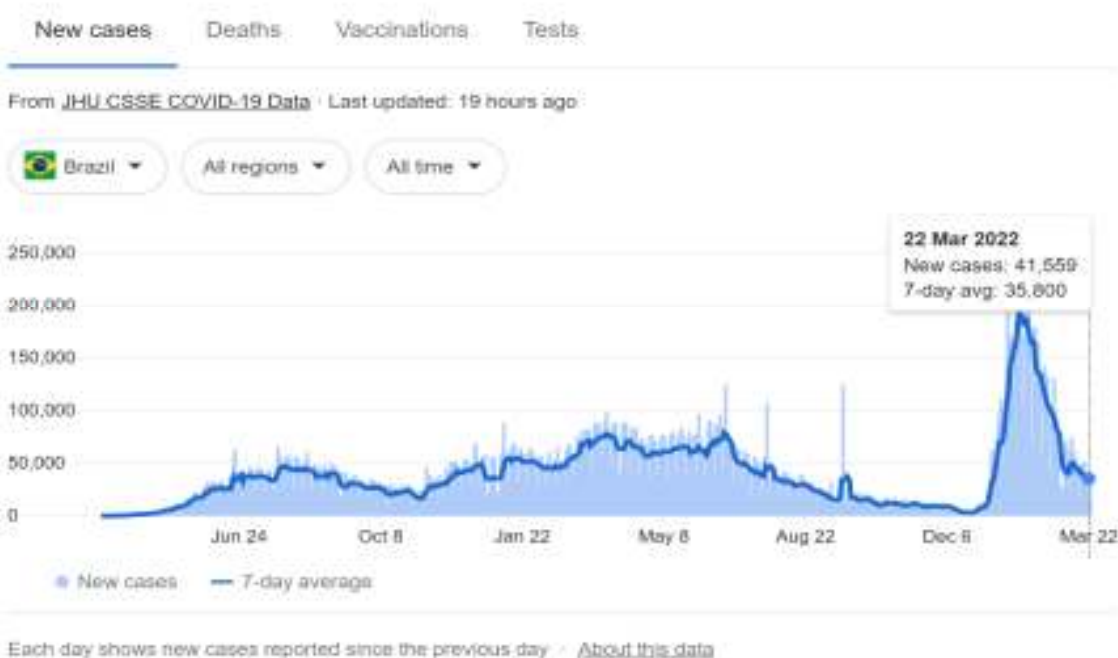 New cases Deaths Vaccinations Tests
From JHU CSSE COVID-19 Data · Last updated: 19 hours ago
Brazil All regions All time
22 Mar 2022
New cases: 41,559
7-day avg: 35,800
250,000
200,000
150,000
100,000
50,000
0
Jun 24 Oct 8 Jan 22 May 8 Aug 22 Dec 6 Mar 22
New cases 7-day average
Each day shows new cases reported since the previous day · About this data